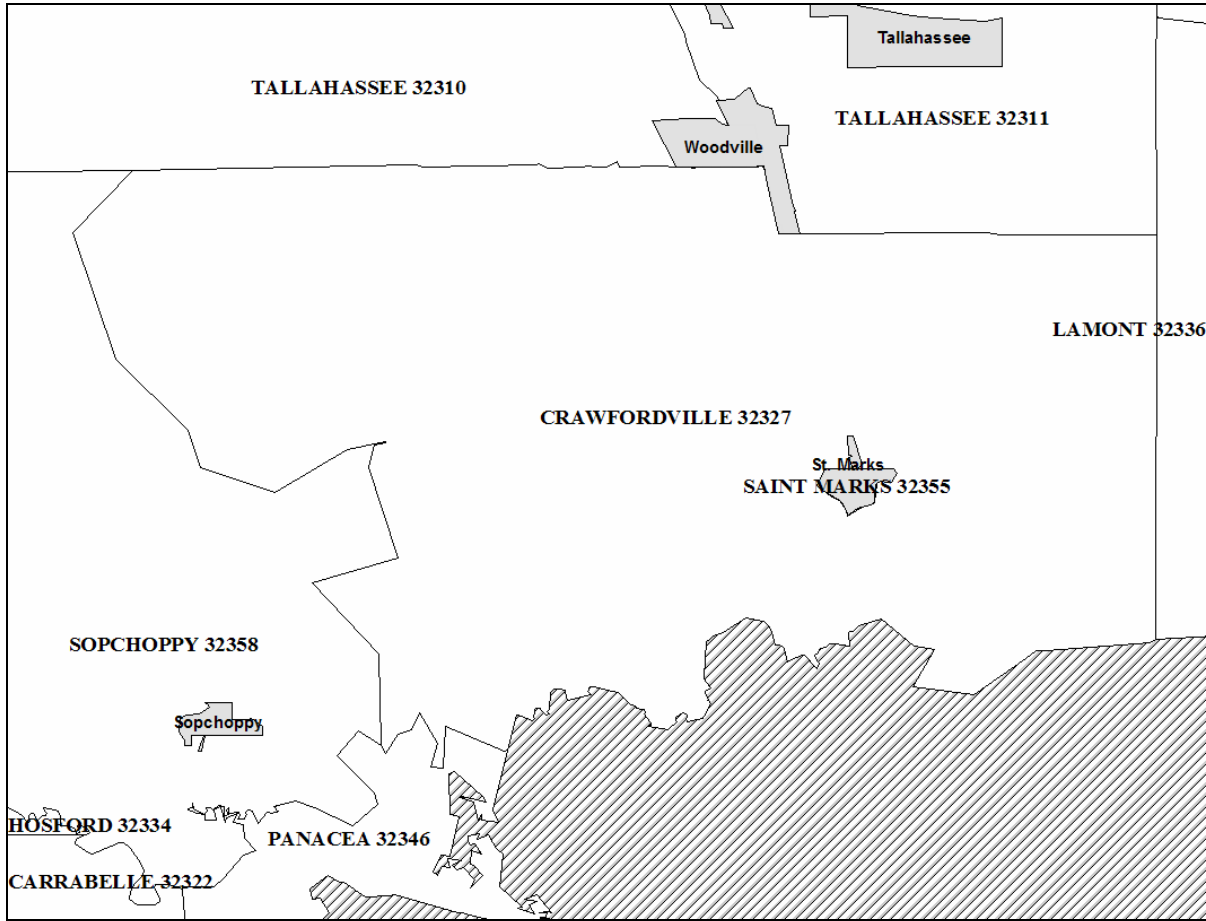 Tallahassee
TALLAHASSEE 32310
TALLAHASSEE 32311
Woodville
LAMONT 32336
CRAWFORDVILLE 32327
St. Marks
SAINT MARKS 32355
SOPCHOPPY 32358
Sopchoppy
HOSFORD 32334
PANACEA 32346
CARRABELLE 32322